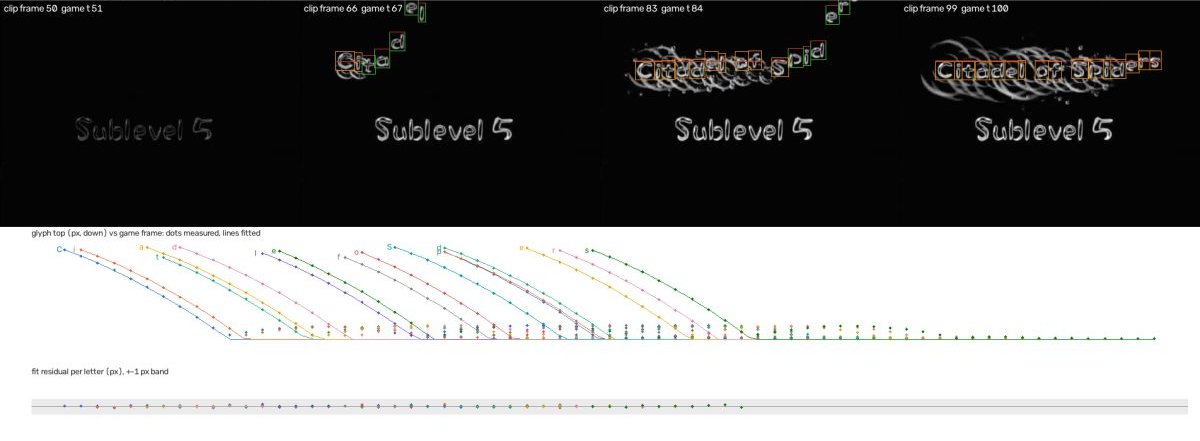 clip frame 50 game t 51
clip frame 66 game t 67
clip frame 83 game t 84
clip frame 99 game t 100
Sublevel 5
C i t a d e l
Sublevel 5
Citadel of Spid e r
Sublevel 5
Citadel of Spiders
Sublevel 5
glyph top (px, down) vs game frame: dots measured, lines fitted
C i a t d l e f o S d p e r s
fit residual per letter (px), +-1 px band